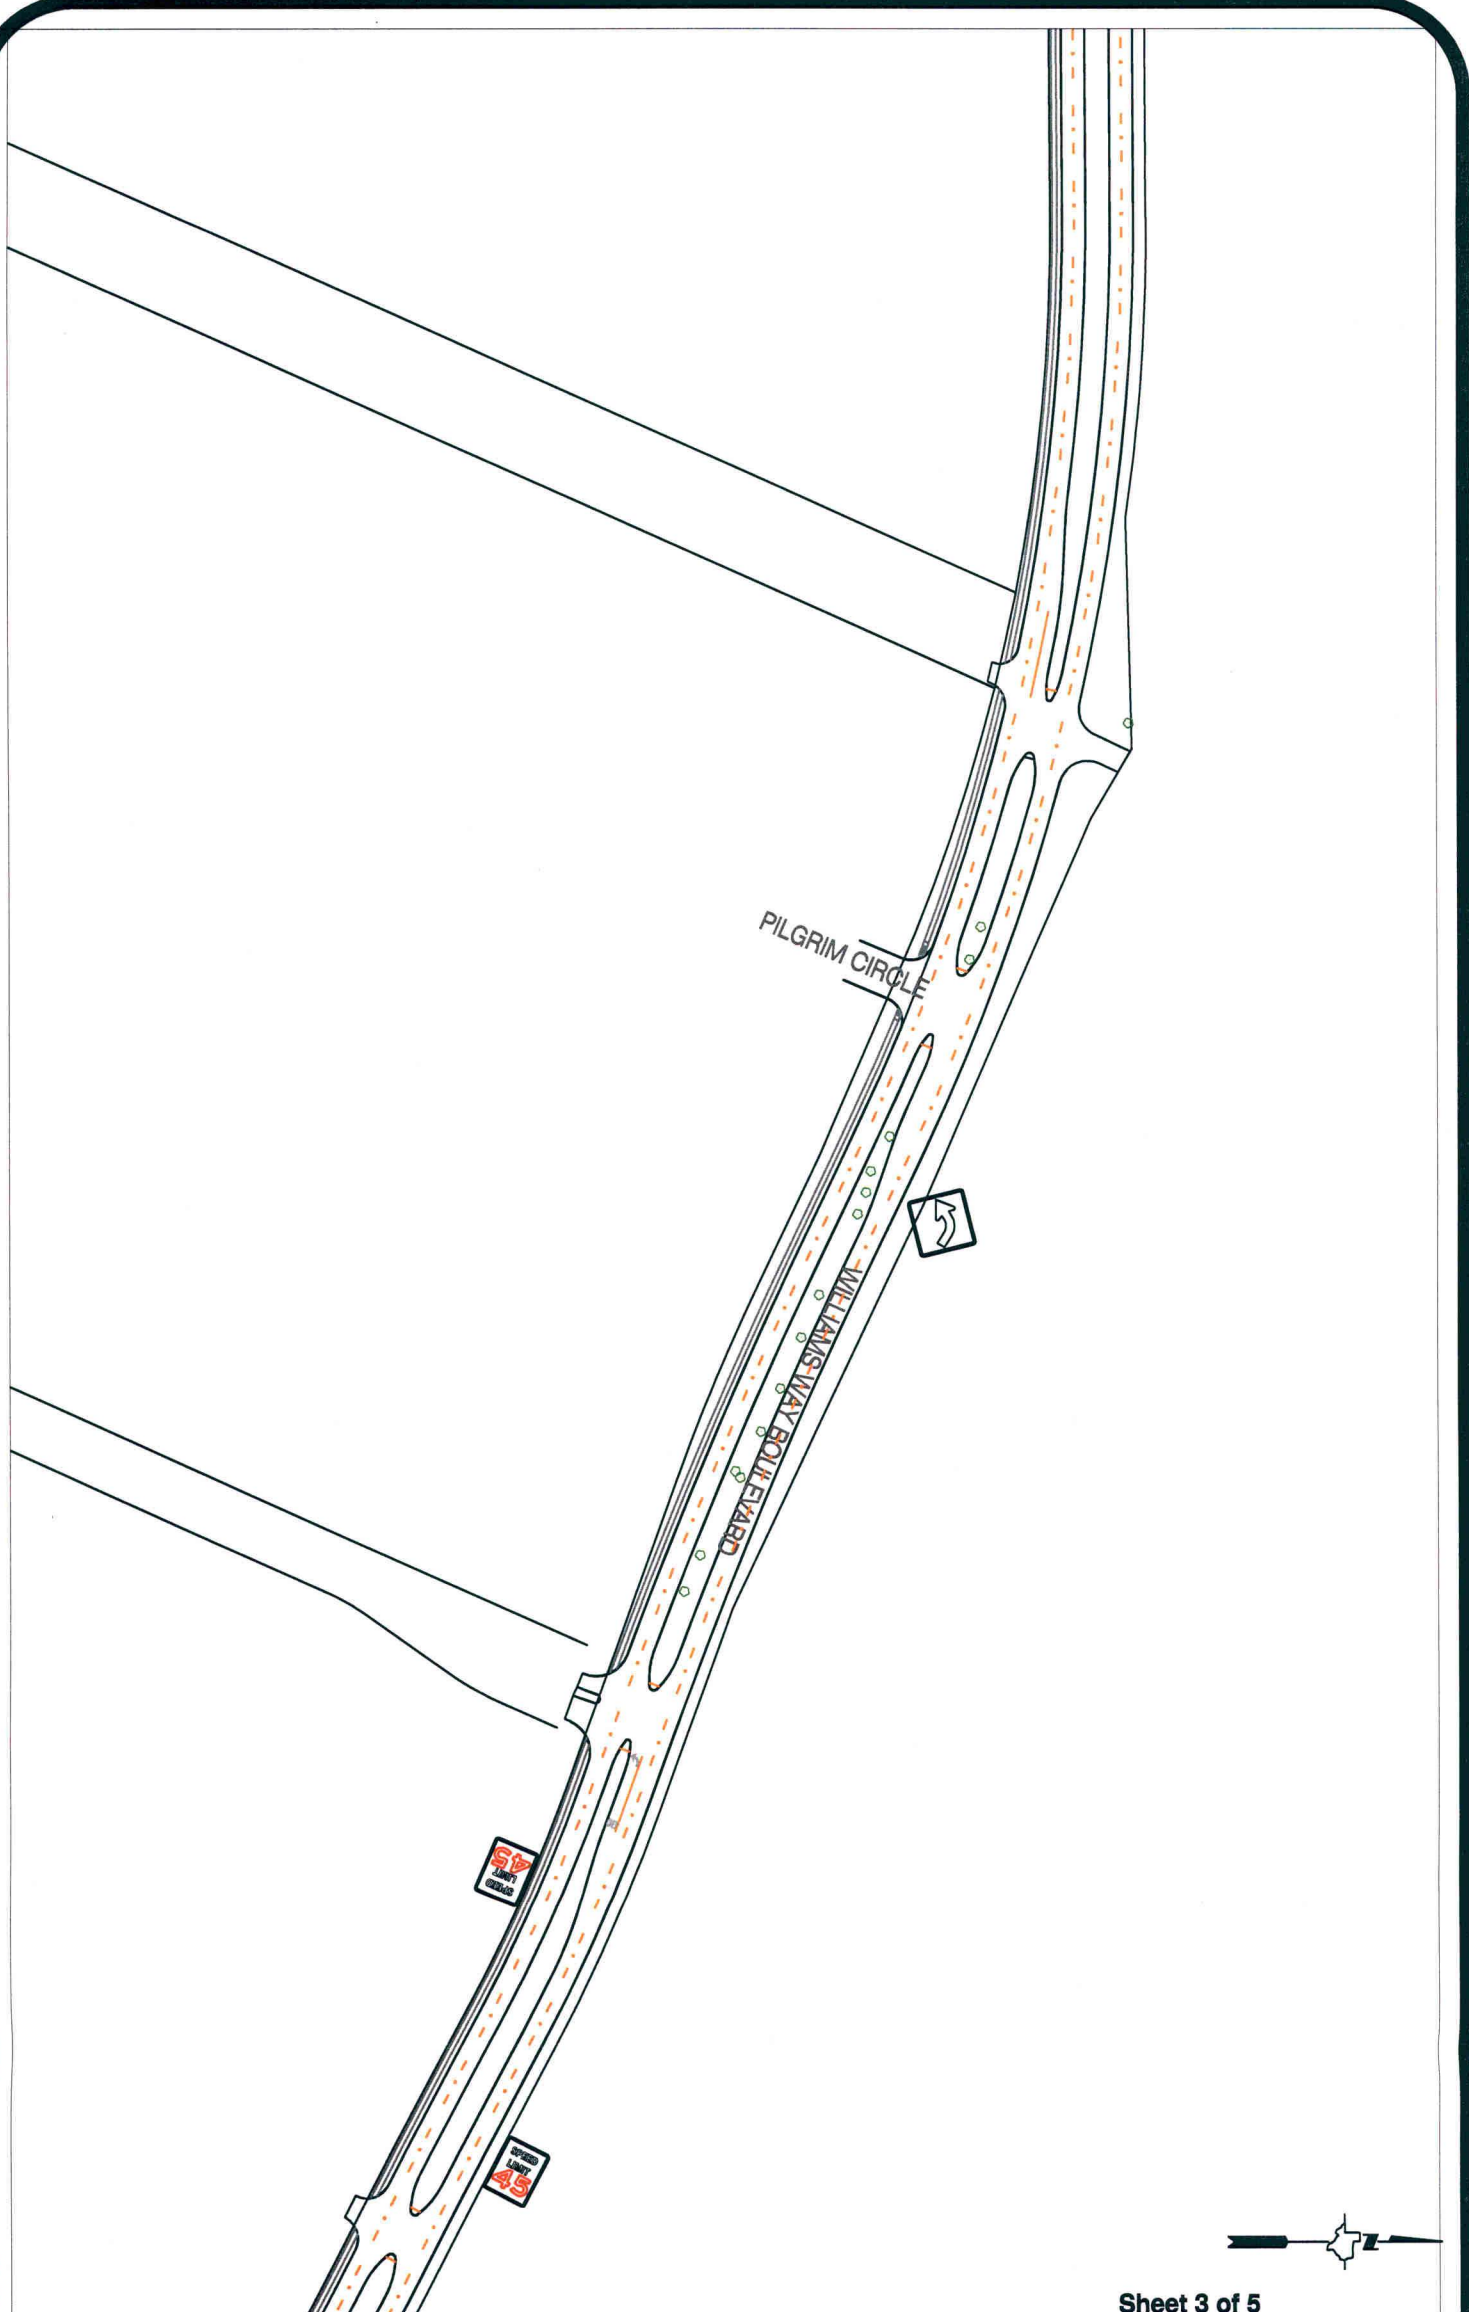 PILGRIM CIRCLE
WILLIAMS WAY BOULEVARD
SPEED
LIMIT
45
SPEED
LIMIT
45
N
Sheet 3 of 5